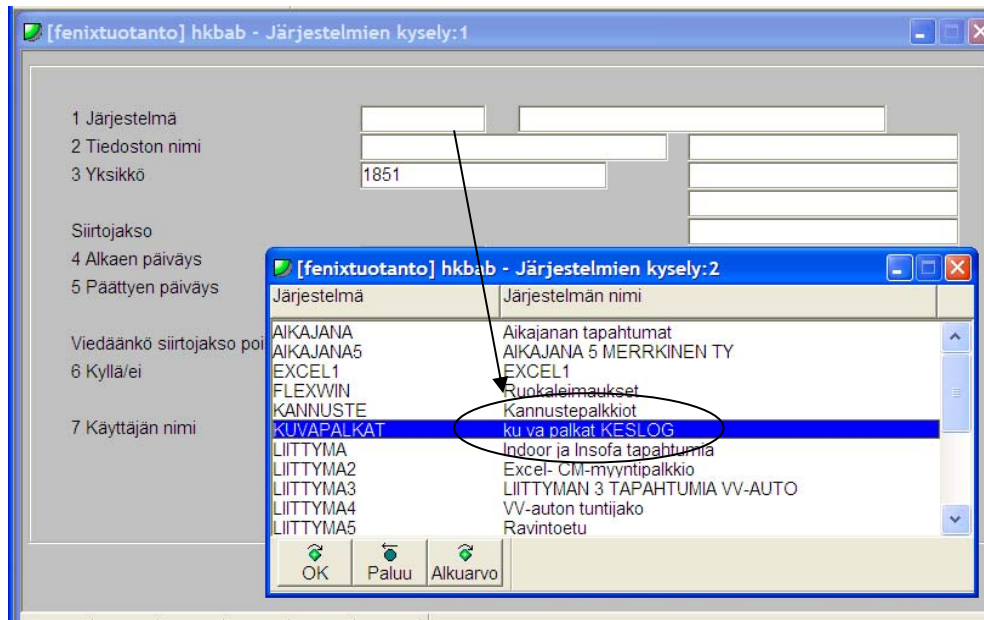 [fenixtuotanto] hkbab - Järjestelmien kysely:1
1 Järjestelmä
2 Tiedoston nimi
3 Yksikkö 1851
Siirtojakso
4 Alkaen päiväys
5 Päättyen päiväys
Viedäänkö siirtojakso poi
6 Kyllä/ei
7 Käyttäjän nimi
[fenixtuotanto] hkbab - Järjestelmien kysely:2
Järjestelmä Järjestelmän nimi
AIKAJANA Aikajanan tapahtumat
AIKAJANA5 AIKAJANA 5 MERRKINEN TY
EXCEL1 EXCEL1
FLEXWIN Ruokaleimaukset
KANNUSTE Kannustepalkkiot
KUVAPALKAT ku va palkat KESLOG
LIITTYMA Indoor ja Insofa tapahtumia
LIITTYMA2 Excel- CM-myyntipalkkio
LIITTYMA3 LIITTYMAN 3 TAPAHTUMIA VV-AUTO
LIITTYMA4 VV-auton tuntijako
LIITTYMA5 Ravintoetu
OK Paluu Alkuarvo